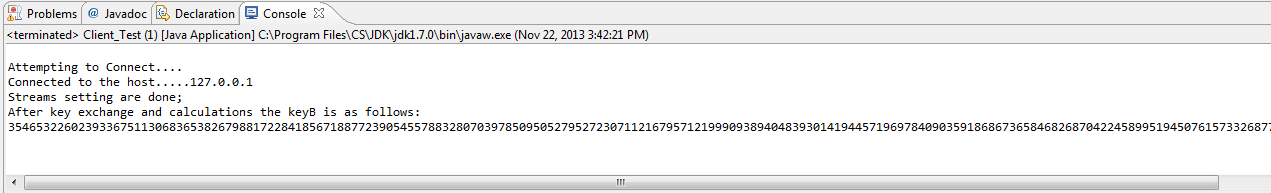 Problems @ Javadoc Declaration Console
<terminated> Client_Test (1) [Java Application] C:\Program Files\CS\JDK\jdk1.7.0\bin\javaw.exe (Nov 22, 2013 3:42:21 PM)
Attempting to Connect....
Connected to the host.....127.0.0.1
Streams setting are done;
After key exchange and calculations the keyB is as follows:
35465322602393367511306836538267988172284185671887723905455788328070397850950527952723071121679571219990938940483930141944571969784090359186867365846826870422458995194507615733268​77